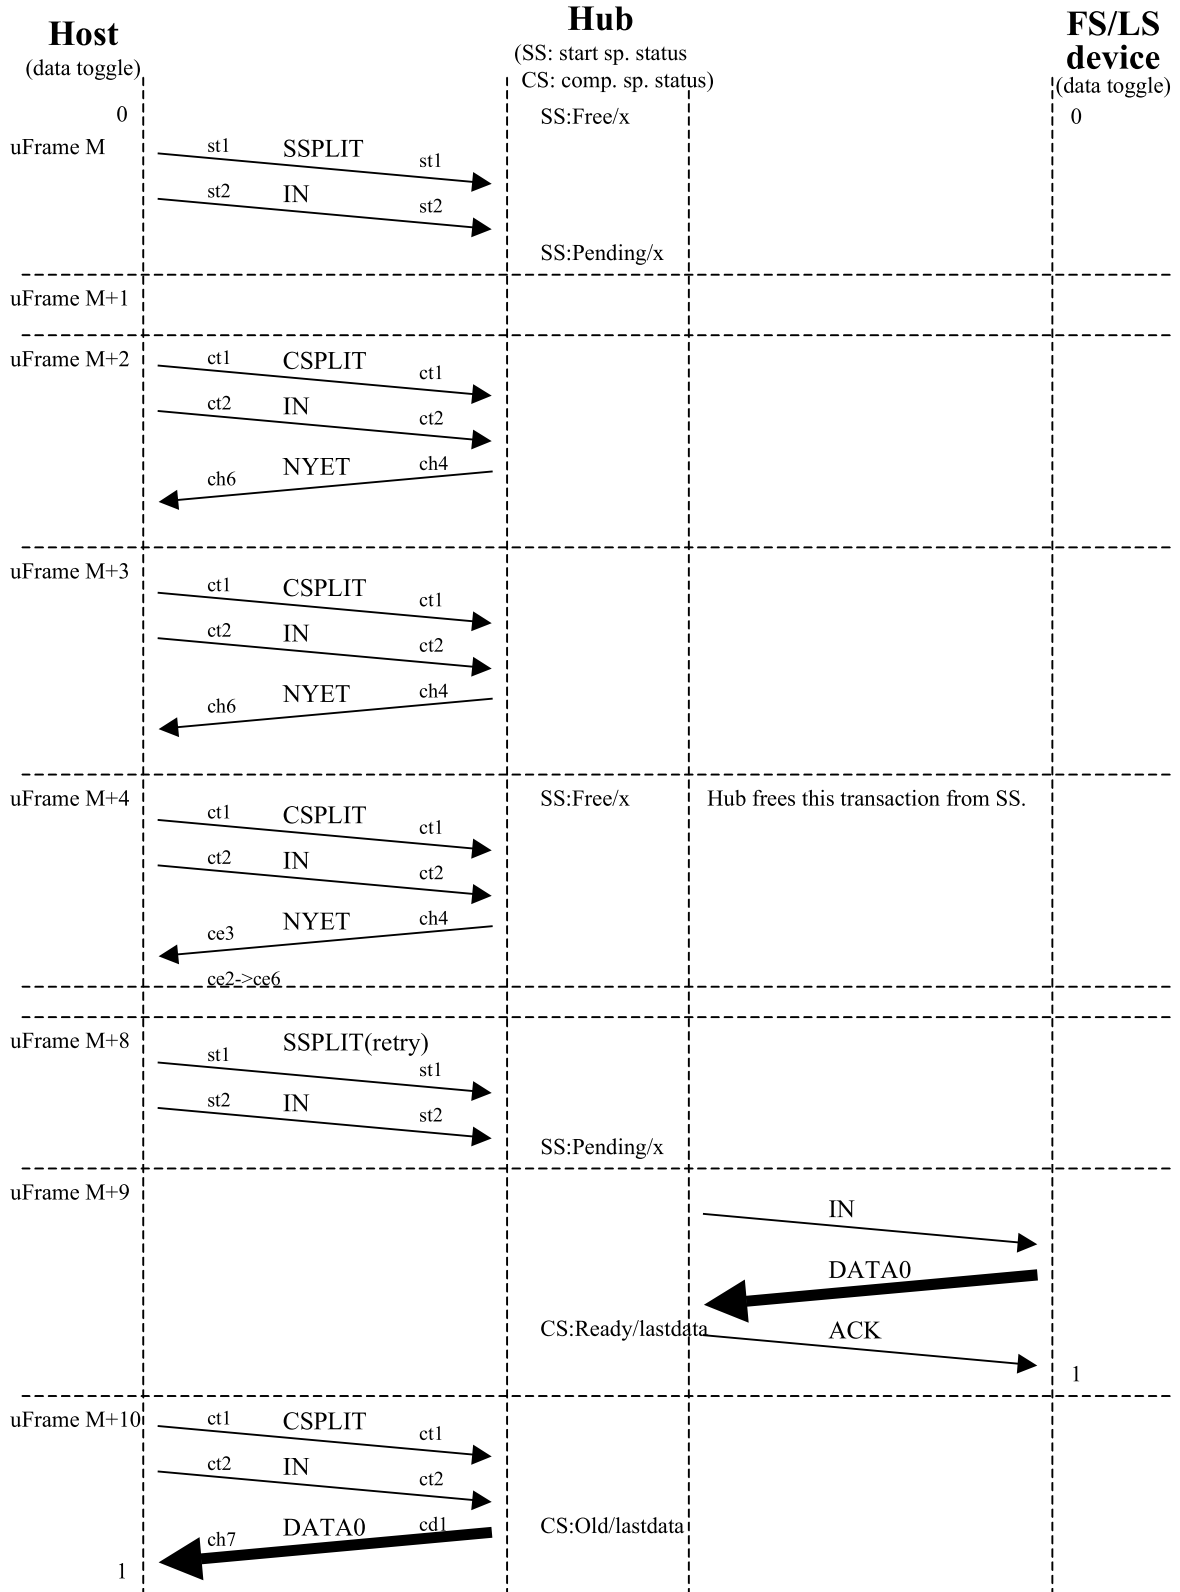 Host
(data toggle)
Hub
(SS: start sp. status
CS: comp. sp. status)
FS/LS
device
(data toggle)
0
SS:Free/x
0
uFrame M
st1 SSPLIT st1
st2 IN st2
SS:Pending/x
uFrame M+1
uFrame M+2
ct1 CSPLIT ct1
ct2 IN ct2
ch6 NYET ch4
uFrame M+3
ct1 CSPLIT ct1
ct2 IN ct2
ch6 NYET ch4
uFrame M+4
SS:Free/x
Hub frees this transaction from SS.
ct1 CSPLIT ct1
ct2 IN ct2
ce3 NYET ch4
ce2->ce6
uFrame M+8
st1 SSPLIT(retry) st1
st2 IN st2
SS:Pending/x
uFrame M+9
IN
DATA0
CS:Ready/lastdata
ACK
1
uFrame M+10
ct1 CSPLIT ct1
ct2 IN ct2
ch7 DATA0 cd1
CS:Old/lastdata
1